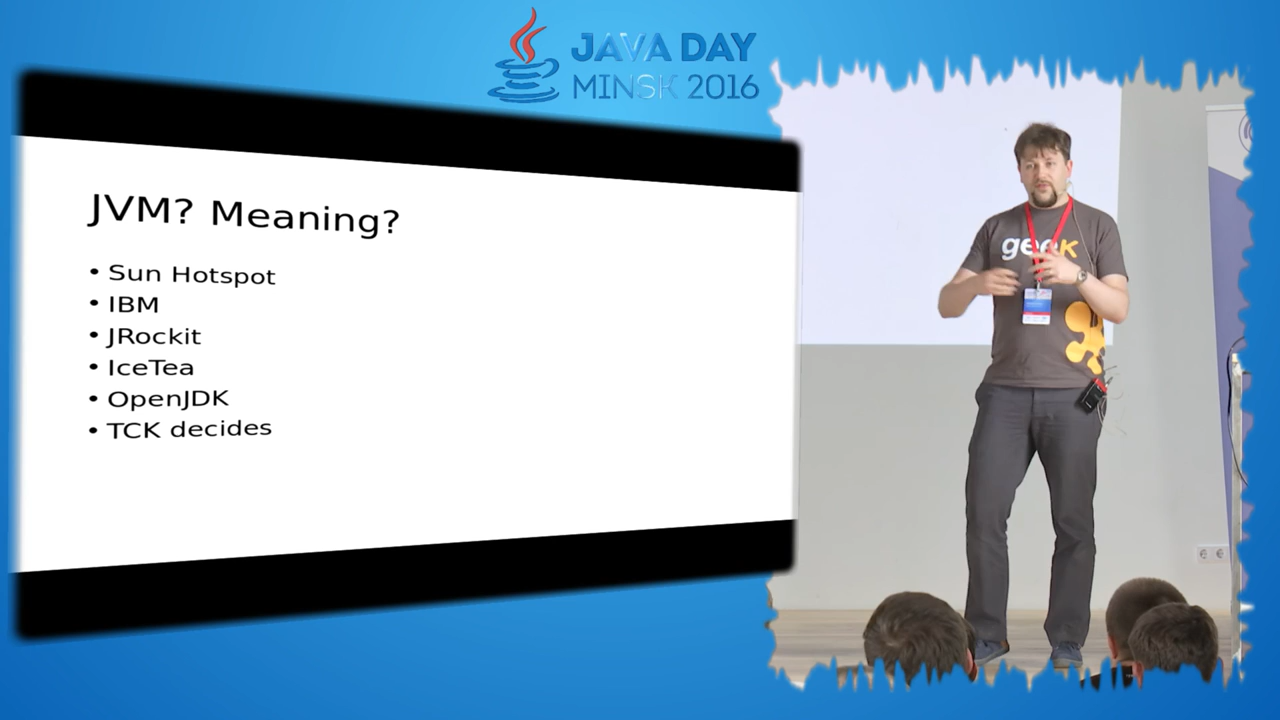 JAVA DAY
MINSK 2016
JVM? Meaning?
• Sun Hotspot
• IBM
• JRockit
• IceTea
• OpenJDK
• TCK decides
geek